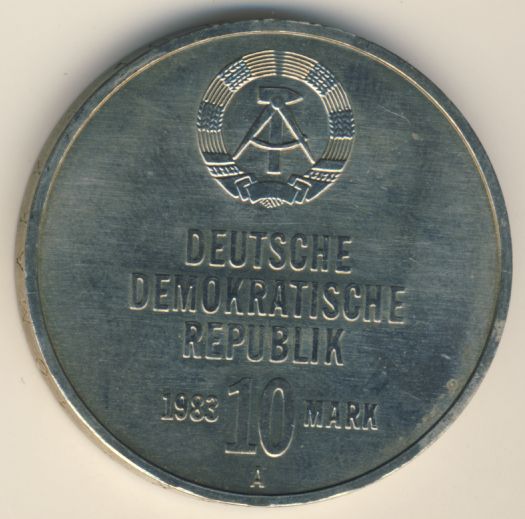 DEUTSCHE
DEMOKRATISCHE
REPUBLIK
1983 10 MARK
A